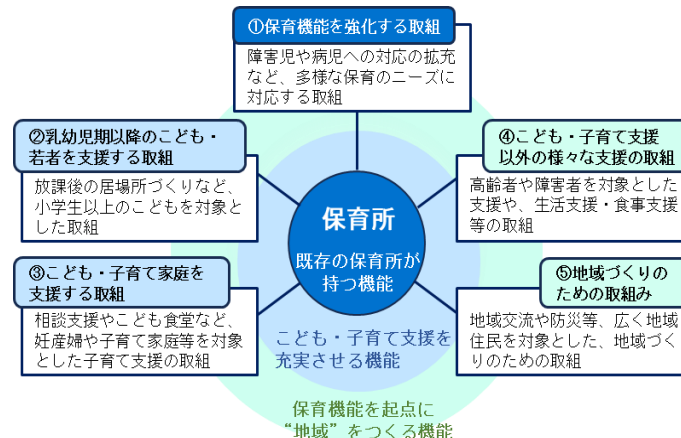 ①保育機能を強化する取組
障害児や病児への対応の拡充
など、多様な保育のニーズに
対応する取組
②乳幼児期以降のこども・
若者を支援する取組
放課後の居場所づくりなど、
小学生以上のこどもを対象と
した取組
③こども・子育て家庭を
支援する取組
相談支援やこども食堂など、
妊産婦や子育て家庭等を対象
とした子育て支援の取組
④こども・子育て支援
以外の様々な支援の取組
高齢者や障害者を対象とした
支援や、生活支援・食事支援
等の取組
⑤地域づくりの
ための取組み
地域交流や防災等、広く地域
住民を対象とした、地域づく
りのための取組
保育所
既存の保育所が
持つ機能
こども・子育て支援を
充実させる機能
保育機能を起点に
“地域”をつくる機能